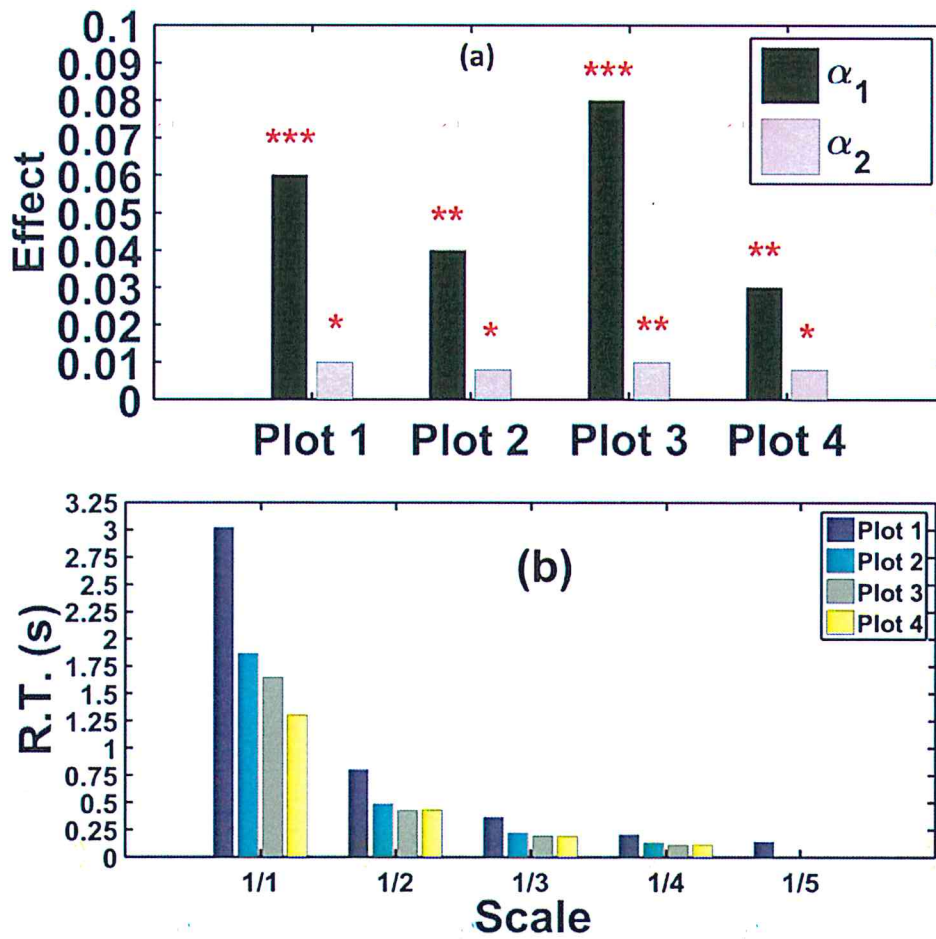 (a)
Effect
0.1
0.09
0.08
0.07
0.06
0.05
0.04
0.03
0.02
0.01
0
***
*
**
*
***
**
**
*
α1
α2
Plot 1 Plot 2 Plot 3 Plot 4
(b)
R.T. (s)
3.25
3
2.75
2.5
2.25
2
1.75
1.5
1.25
1
0.75
0.5
0.25
0
Plot 1
Plot 2
Plot 3
Plot 4
1/1 1/2 1/3 1/4 1/5
Scale